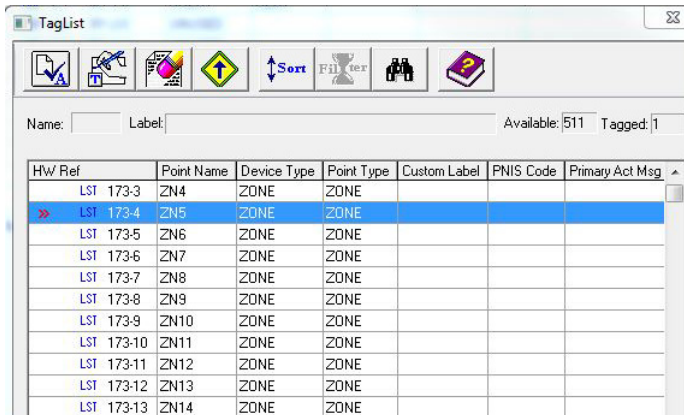 TagList
A T Sort Filter ?
Name: Label: Available: 511 Tagged: 1
HW Ref Point Name Device Type Point Type Custom Label PNIS Code Primary Act Msg
LST 173-3 ZN4 ZONE ZONE
» LST 173-4 ZN5 ZONE ZONE
LST 173-5 ZN6 ZONE ZONE
LST 173-6 ZN7 ZONE ZONE
LST 173-7 ZN8 ZONE ZONE
LST 173-8 ZN9 ZONE ZONE
LST 173-9 ZN10 ZONE ZONE
LST 173-10 ZN11 ZONE ZONE
LST 173-11 ZN12 ZONE ZONE
LST 173-12 ZN13 ZONE ZONE
LST 173-13 ZN14 ZONE ZONE